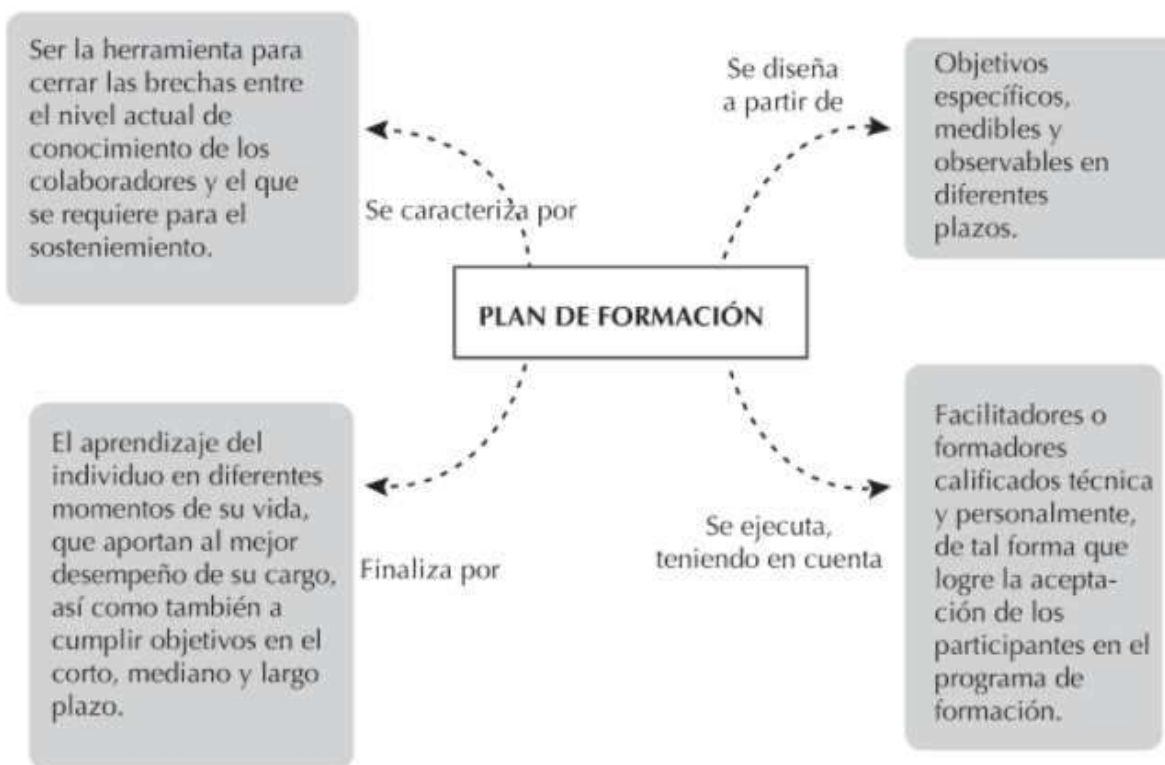 Ser la herramienta para
cerrar las brechas entre
el nivel actual de
conocimiento de los
colaboradores y el que
se requiere para el
sosteniemiento.
Se caracteriza por
Se diseña
a partir de
Objetivos
específicos,
medibles y
observables en
diferentes
plazos.
PLAN DE FORMACIÓN
El aprendizaje del
individuo en diferentes
momentos de su vida,
que aportan al mejor
desempeño de su cargo,
así como también a
cumplir objetivos en el
corto, mediano y largo
plazo.
Finaliza por
Se ejecuta,
teniendo en cuenta
Facilitadores o
formadores
calificados técnica
y personalmente,
de tal forma que
logre la acepta-
ción de los
participantes en el
programa de
formación.